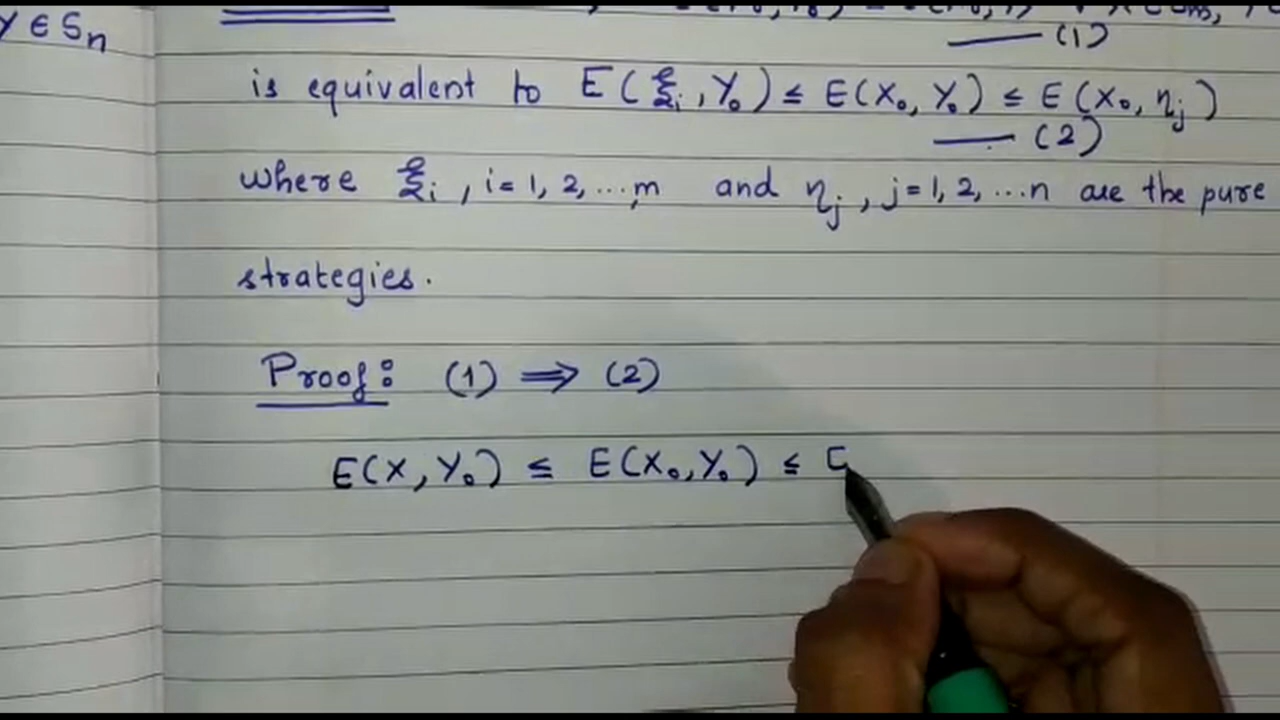 Y ∈ Sn
(1)
is equivalent to E(ξi, Y0) ≤ E(X0, Y0) ≤ E(X0, ηj)
(2)
where ξi, i = 1, 2, ...m and ηj, j = 1, 2, ...n are the pure
strategies.
Proof: (1) ⟹ (2)
E(X, Y0) ≤ E(X0, Y0) ≤ E